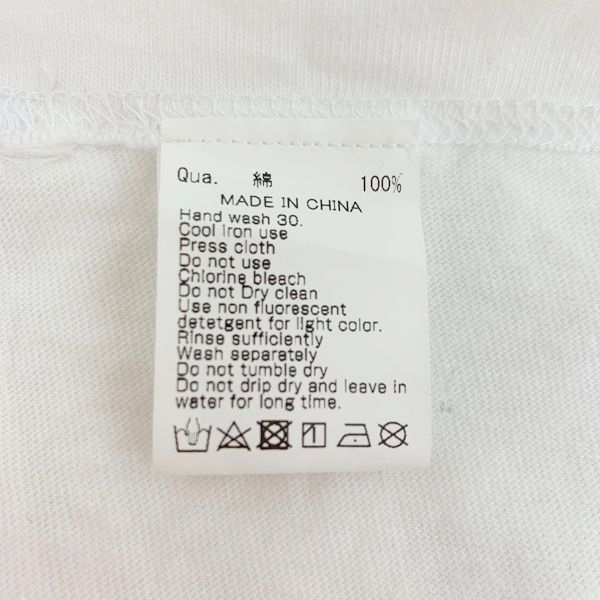 Qua. 綿 100%
MADE IN CHINA
Hand wash 30.
Cool iron use
Press cloth
Do not use
Chloring bleach
Do not Dry clean
Use non fluorescent
detetgent for light color.
Rinse sufficiently
Wash separately
Do not tumble dry
Do not drip dry and leave in
water for long time.